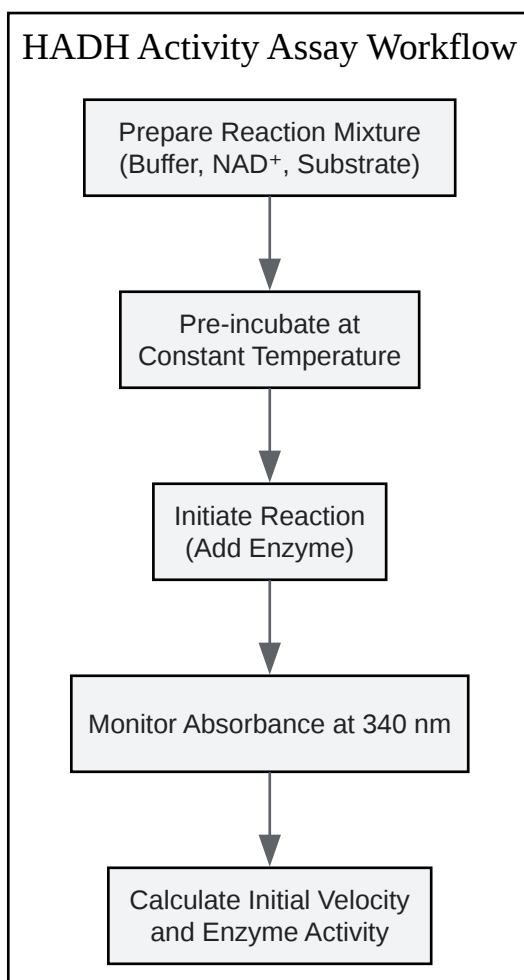 HADH Activity Assay Workflow
Prepare Reaction Mixture
(Buffer, NAD⁺, Substrate)
Pre-incubate at
Constant Temperature
Initiate Reaction
(Add Enzyme)
Monitor Absorbance at 340 nm
Calculate Initial Velocity
and Enzyme Activity